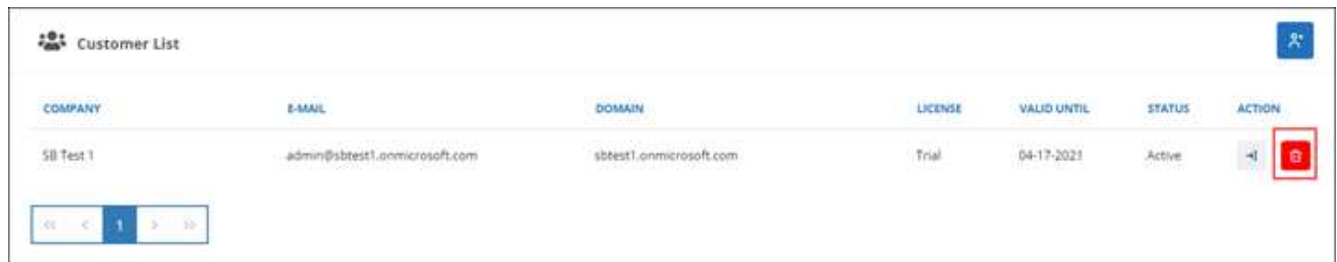 Customer List
COMPANY E-MAIL DOMAIN LICENSE VALID UNTIL STATUS ACTION
SB Test 1 admin@sbtest1.onmicrosoft.com sbtest1.onmicrosoft.com Trial 04-17-2021 Active
<< < 1 > >>